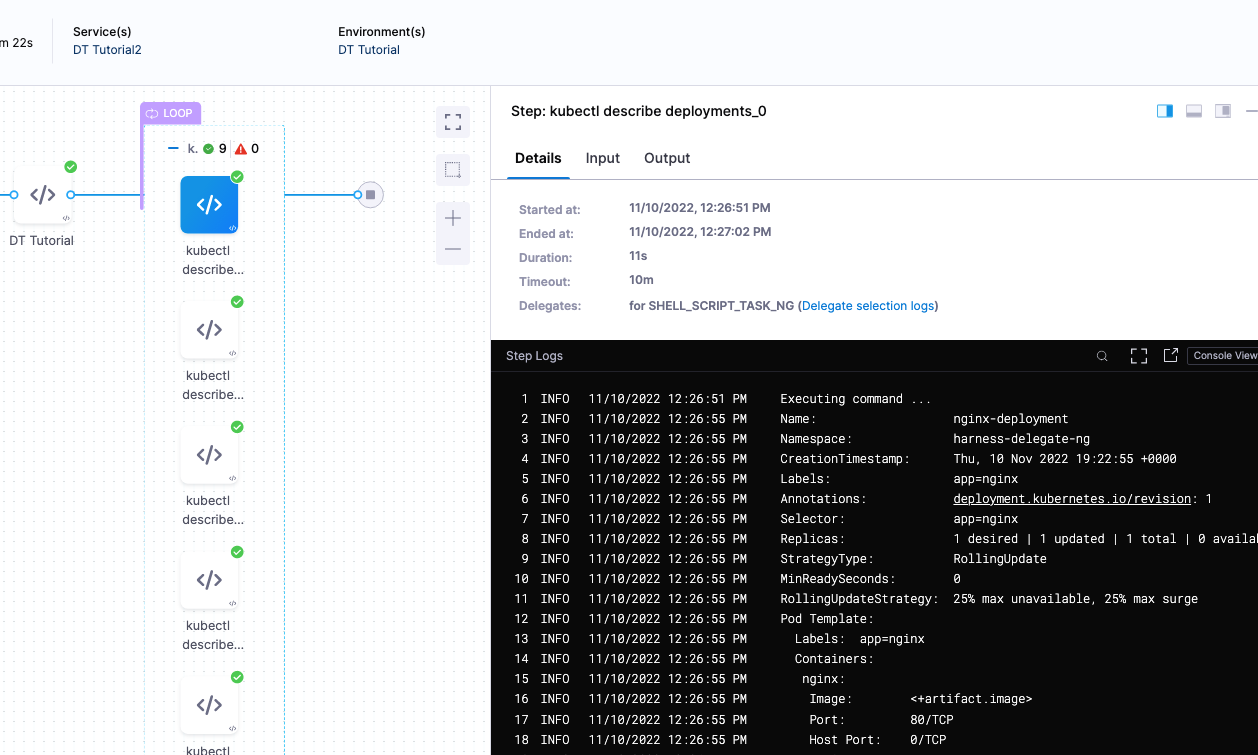 m 22s
Service(s)
DT Tutorial2
Environment(s)
DT Tutorial
LOOP
k. 9 0
DT Tutorial
kubectl
describe...
kubectl
describe...
kubectl
describe...
kubectl
describe...
kubectl
Step: kubectl describe deployments_0
Details Input Output
Started at: 11/10/2022, 12:26:51 PM
Ended at: 11/10/2022, 12:27:02 PM
Duration: 11s
Timeout: 10m
Delegates: for SHELL_SCRIPT_TASK_NG (Delegate selection logs)
Step Logs
Console View
1 INFO 11/10/2022 12:26:51 PM Executing command ...
2 INFO 11/10/2022 12:26:55 PM Name: nginx-deployment
3 INFO 11/10/2022 12:26:55 PM Namespace: harness-delegate-ng
4 INFO 11/10/2022 12:26:55 PM CreationTimestamp: Thu, 10 Nov 2022 19:22:55 +0000
5 INFO 11/10/2022 12:26:55 PM Labels: app=nginx
6 INFO 11/10/2022 12:26:55 PM Annotations: deployment.kubernetes.io/revision: 1
7 INFO 11/10/2022 12:26:55 PM Selector: app=nginx
8 INFO 11/10/2022 12:26:55 PM Replicas: 1 desired | 1 updated | 1 total | 0 availa
9 INFO 11/10/2022 12:26:55 PM StrategyType: RollingUpdate
10 INFO 11/10/2022 12:26:55 PM MinReadySeconds: 0
11 INFO 11/10/2022 12:26:55 PM RollingUpdateStrategy: 25% max unavailable, 25% max surge
12 INFO 11/10/2022 12:26:55 PM Pod Template:
13 INFO 11/10/2022 12:26:55 PM Labels: app=nginx
14 INFO 11/10/2022 12:26:55 PM Containers:
15 INFO 11/10/2022 12:26:55 PM nginx:
16 INFO 11/10/2022 12:26:55 PM Image: <+artifact.image>
17 INFO 11/10/2022 12:26:55 PM Port: 80/TCP
18 INFO 11/10/2022 12:26:55 PM Host Port: 0/TCP